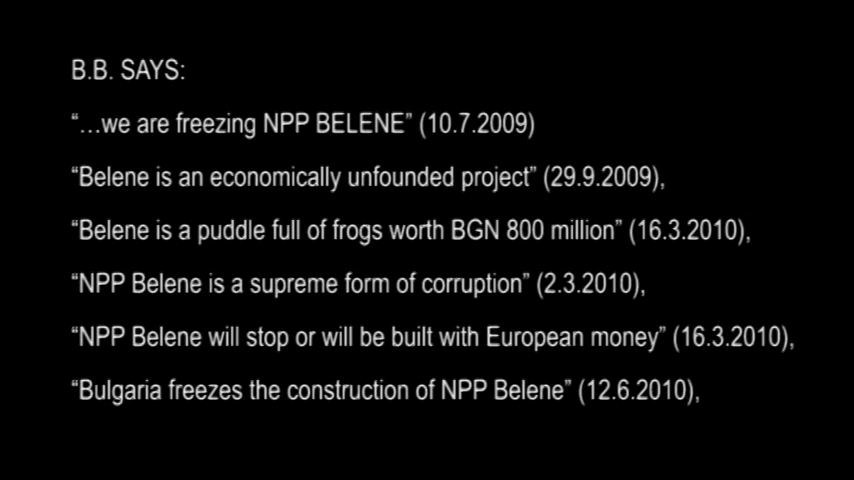 B.B. SAYS:
“…we are freezing NPP BELENE” (10.7.2009)
“Belene is an economically unfounded project” (29.9.2009),
“Belene is a puddle full of frogs worth BGN 800 million” (16.3.2010),
“NPP Belene is a supreme form of corruption” (2.3.2010),
“NPP Belene will stop or will be built with European money” (16.3.2010),
“Bulgaria freezes the construction of NPP Belene” (12.6.2010),